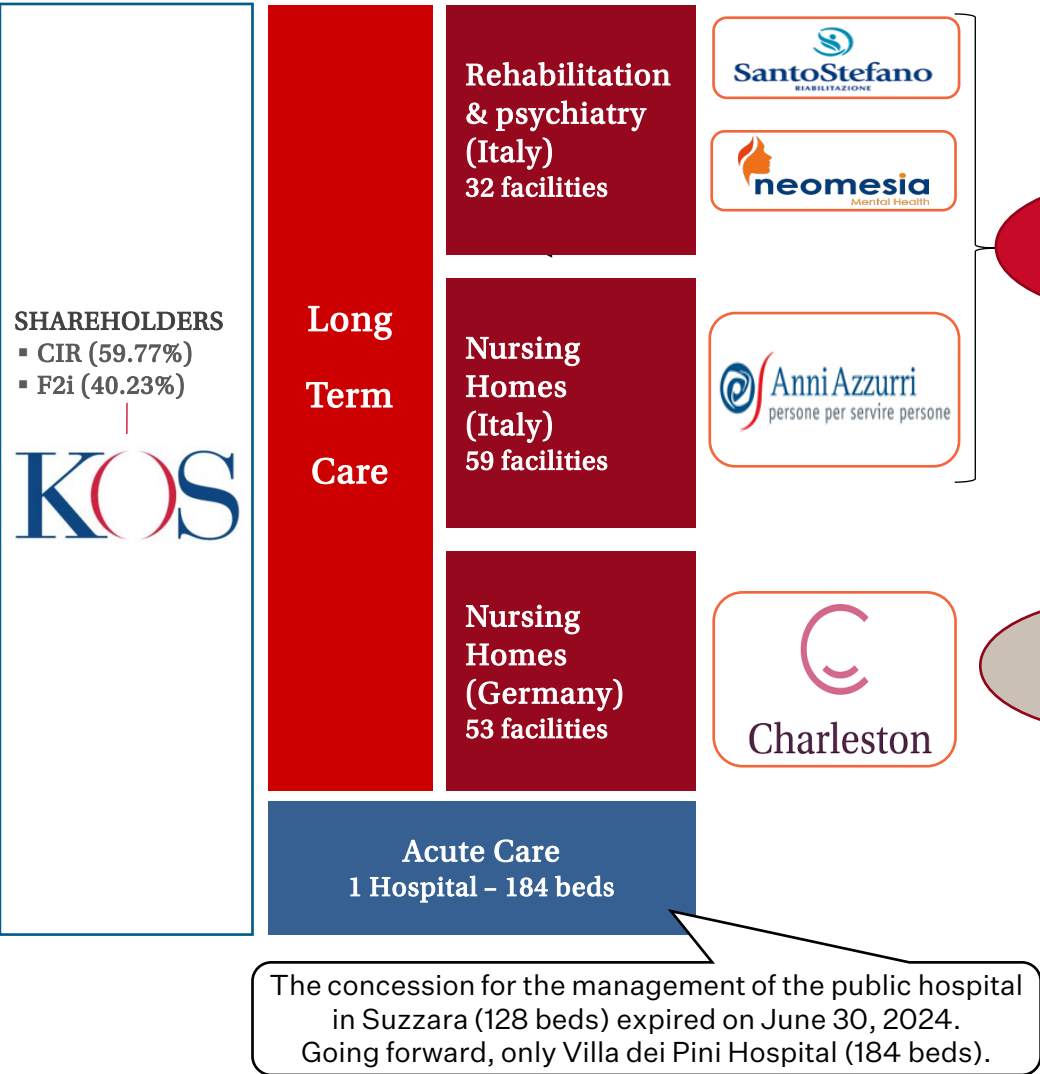 SHAREHOLDERS
▪ CIR (59.77%)
▪ F2i (40.23%)
KOS
Long
Term
Care
Rehabilitation
& psychiatry
(Italy)
32 facilities
SantoStefano
RIABILITAZIONE
neomesia
Mental Health
Nursing
Homes
(Italy)
59 facilities
Anni Azzurri
persone per servire persone
Nursing
Homes
(Germany)
53 facilities
Charleston
Acute Care
1 Hospital – 184 beds
The concession for the management of the public hospital
in Suzzara (128 beds) expired on June 30, 2024.
Going forward, only Villa dei Pini Hospital (184 beds).